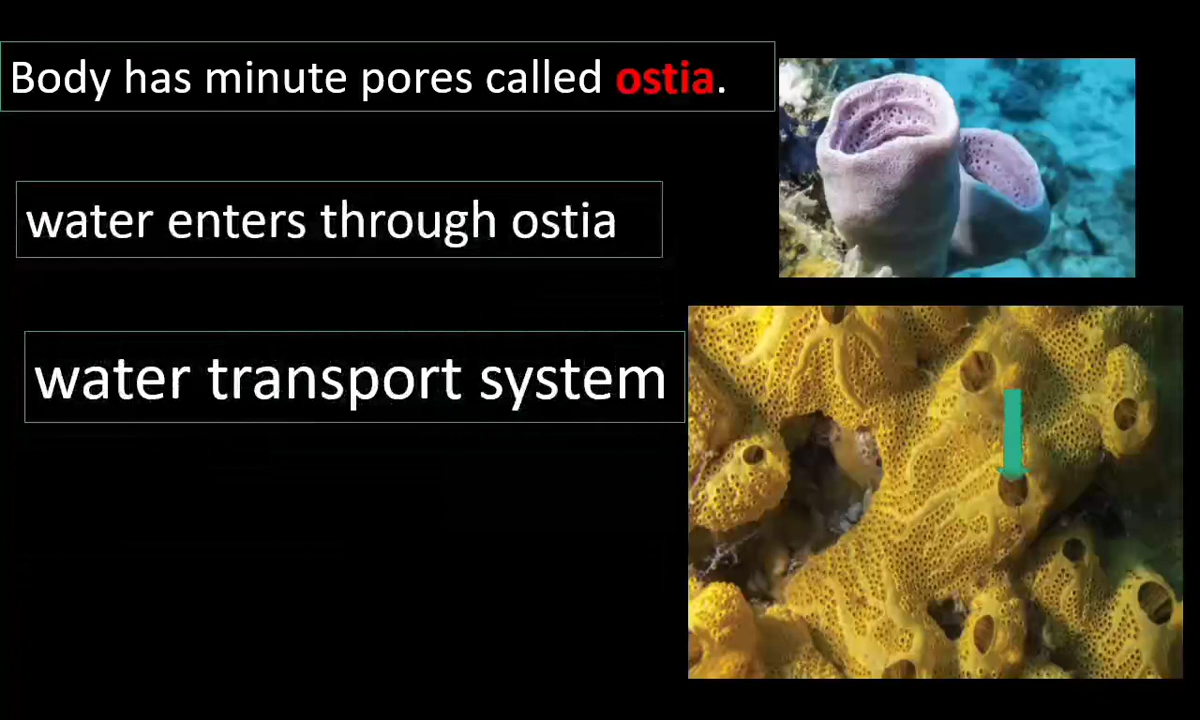 Body has minute pores called ostia.
water enters through ostia
water transport system